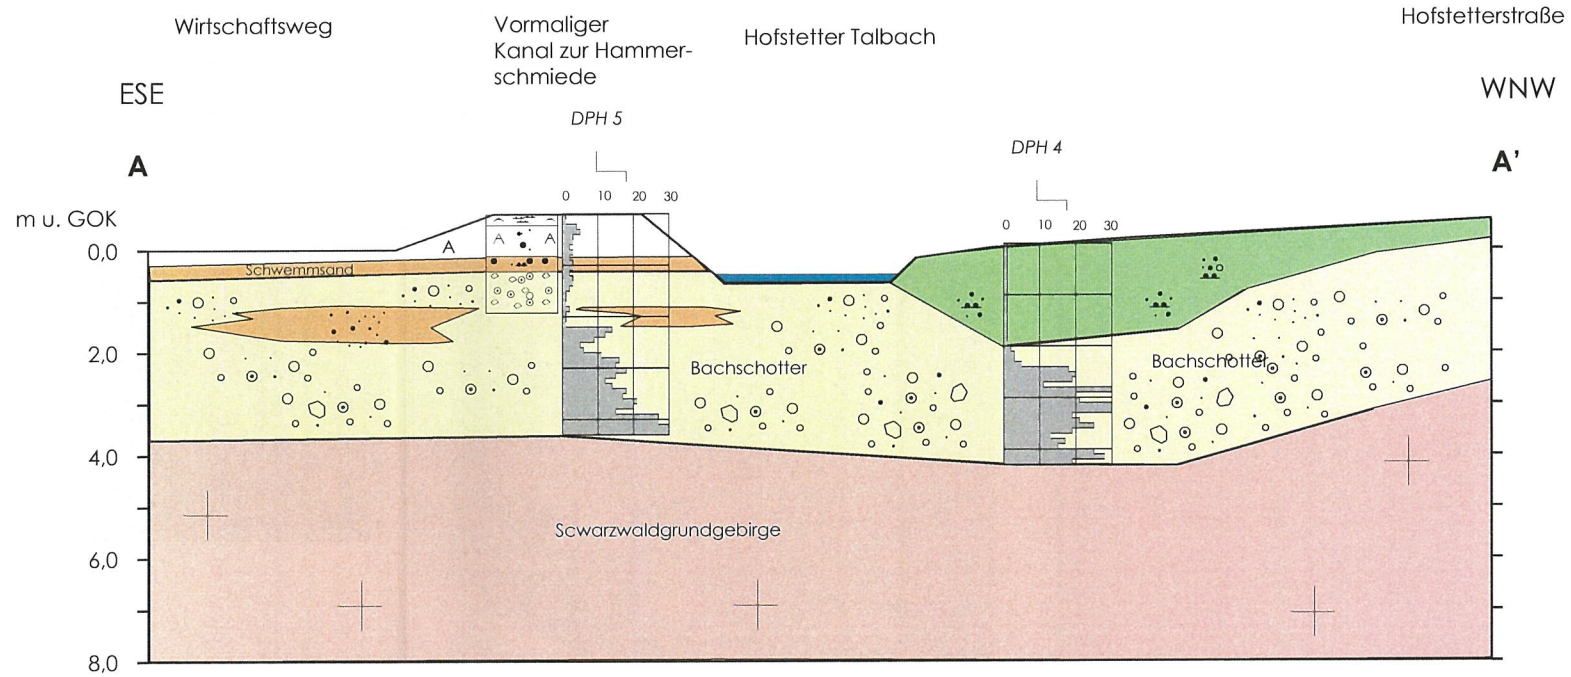 Wirtschaftsweg
Vormaliger
Kanal zur Hammer-
schmiede
Hofstetter Talbach
Hofstetterstraße
ESE
WNW
DPH 5
DPH 4
A
A'
m u. GOK
0 10 20 30
0 10 20 30
0,0
A
A A
Schwemmsand
2,0
Bachschotter
Bachschotter
4,0
Scwarzwaldgrundgebirge
6,0
8,0